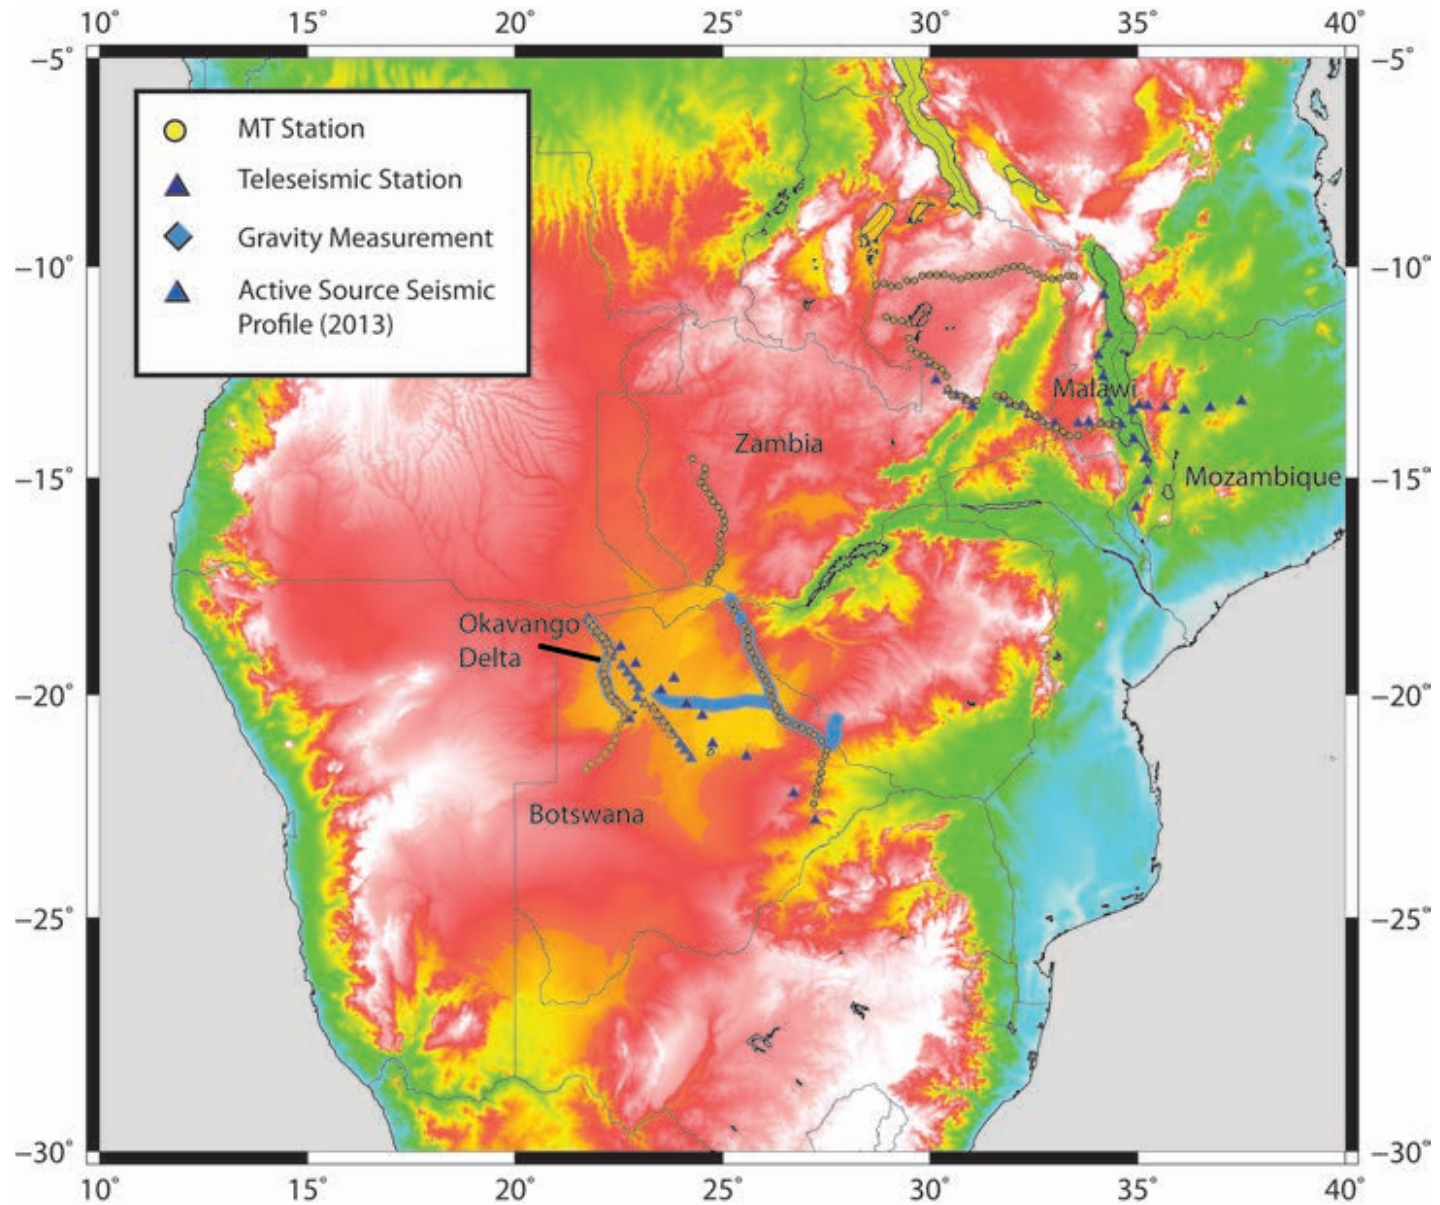 10° 15° 20° 25° 30° 35° 40°
−5° −5°
MT Station
Teleseismic Station
Gravity Measurement
Active Source Seismic
Profile (2013)
−10° −10°
Malawi
Zambia
−15° Mozambique −15°
Okavango
Delta
−20° −20°
Botswana
−25° −25°
−30° −30°
10° 15° 20° 25° 30° 35° 40°